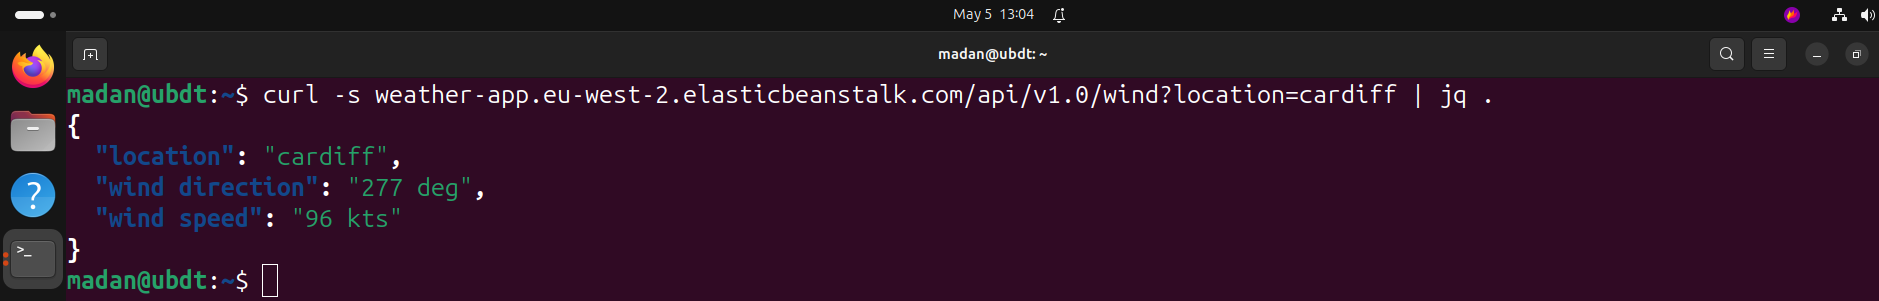 May 5 13:04
madan@ubdt: ~
madan@ubdt:~$ curl -s weather-app.eu-west-2.elasticbeanstalk.com/api/v1.0/wind?location=cardiff | jq .
{
  "location": "cardiff",
  "wind direction": "277 deg",
  "wind speed": "96 kts"
}
madan@ubdt:~$